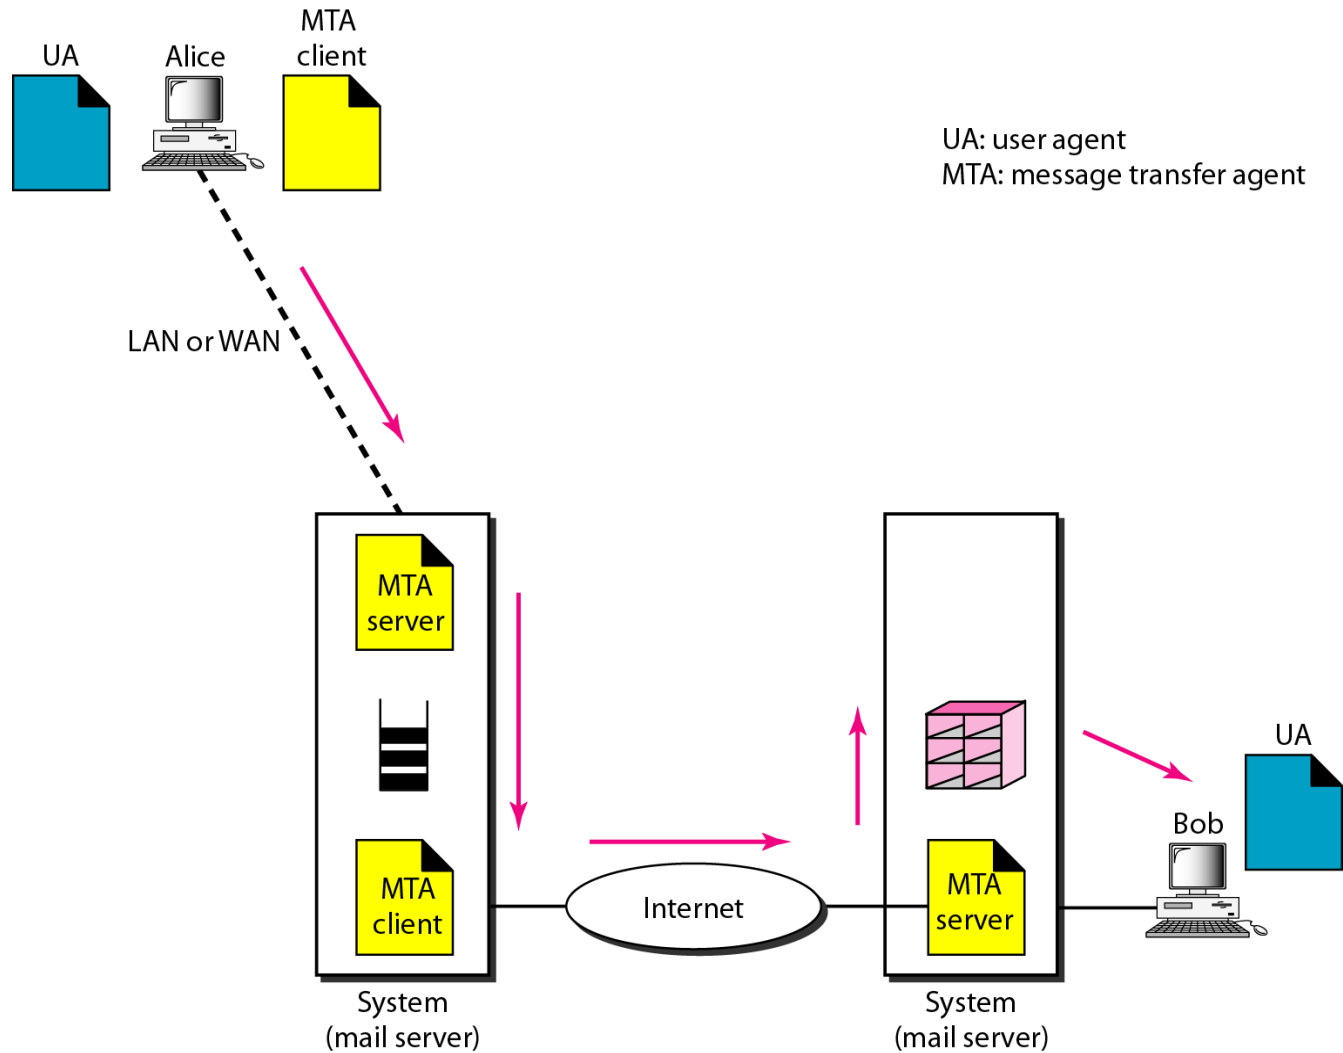 MTA
client
UA
Alice
UA: user agent
MTA: message transfer agent
LAN or WAN
MTA
server
MTA
client
Internet
MTA
server
UA
Bob
System
(mail server)
System
(mail server)